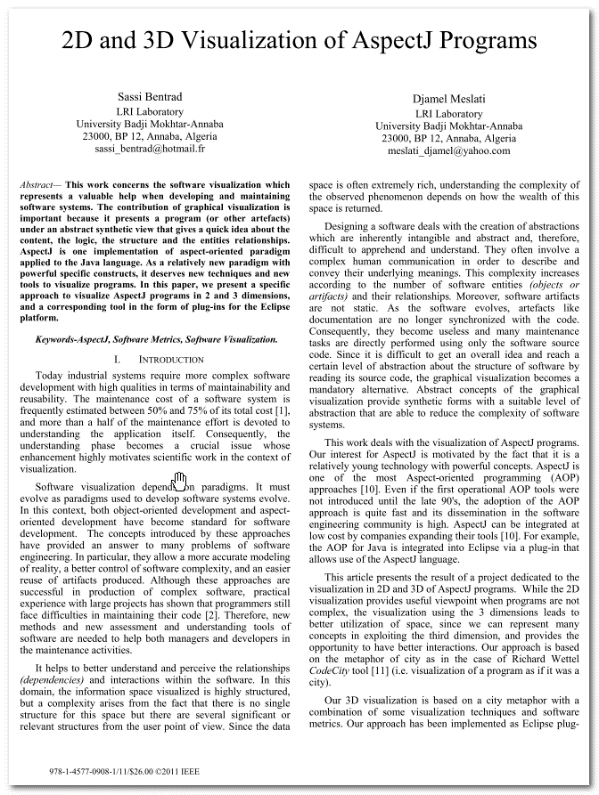 2D and 3D Visualization of AspectJ Programs
Sassi Bentrad
LRI Laboratory
University Badji Mokhtar-Annaba
23000, BP 12, Annaba, Algeria
sassi_bentrad@hotmail.fr
Djamel Meslati
LRI Laboratory
University Badji Mokhtar-Annaba
23000, BP 12, Annaba, Algeria
meslati_djamel@yahoo.com
Abstract— This work concerns the software visualization which
represents a valuable help when developing and maintaining
software systems. The contribution of graphical visualization is
important because it presents a program (or other artefacts)
under an abstract synthetic view that gives a quick idea about the
content, the logic, the structure and the entities relationships.
AspectJ is one implementation of aspect-oriented paradigm
applied to the Java language. As a relatively new paradigm with
powerful specific constructs, it deserves new techniques and new
tools to visualize programs. In this paper, we present a specific
approach to visualize AspectJ programs in 2 and 3 dimensions,
and a corresponding tool in the form of plug-ins for the Eclipse
platform.
Keywords-AspectJ, Software Metrics, Software Visualization.
I. INTRODUCTION
Today industrial systems require more complex software
development with high qualities in terms of maintainability and
reusability. The maintenance cost of a software system is
frequently estimated between 50% and 75% of its total cost [1],
and more than a half of the maintenance effort is devoted to
understanding the application itself. Consequently, the
understanding phase becomes a crucial issue whose
enhancement highly motivates scientific work in the context of
visualization.
Software visualization depends on paradigms. It must
evolve as paradigms used to develop software systems evolve.
In this context, both object-oriented development and aspect-
oriented development have become standard for software
development. The concepts introduced by these approaches
have provided an answer to many problems of software
engineering. In particular, they allow a more accurate modeling
of reality, a better control of software complexity, and an easier
reuse of artifacts produced. Although these approaches are
successful in production of complex software, practical
experience with large projects has shown that programmers still
face difficulties in maintaining their code [2]. Therefore, new
methods and new assessment and understanding tools of
software are needed to help both managers and developers in
the maintenance activities.
It helps to better understand and perceive the relationships
(dependencies) and interactions within the software. In this
domain, the information space visualized is highly structured,
but a complexity arises from the fact that there is no single
structure for this space but there are several significant or
relevant structures from the user point of view. Since the data
space is often extremely rich, understanding the complexity of
the observed phenomenon depends on how the wealth of this
space is returned.
Designing a software deals with the creation of abstractions
which are inherently intangible and abstract and, therefore,
difficult to apprehend and understand. They often involve a
complex human communication in order to describe and
convey their underlying meanings. This complexity increases
according to the number of software entities (objects or
artifacts) and their relationships. Moreover, software artifacts
are not static. As the software evolves, artefacts like
documentation are no longer synchronized with the code.
Consequently, they become useless and many maintenance
tasks are directly performed using only the software source
code. Since it is difficult to get an overall idea and reach a
certain level of abstraction about the structure of software by
reading its source code, the graphical visualization becomes a
mandatory alternative. Abstract concepts of the graphical
visualization provide synthetic forms with a suitable level of
abstraction that are able to reduce the complexity of software
systems.
This work deals with the visualization of AspectJ programs.
Our interest for AspectJ is motivated by the fact that it is a
relatively young technology with powerful concepts. AspectJ is
one of the most Aspect-oriented programming (AOP)
approaches [10]. Even if the first operational AOP tools were
not introduced until the late 90's, the adoption of the AOP
approach is quite fast and its dissemination in the software
engineering community is high. AspectJ can be integrated at
low cost by companies expanding their tools [10]. For example,
the AOP for Java is integrated into Eclipse via a plug-in that
allows use of the AspectJ language.
This article presents the result of a project dedicated to the
visualization in 2D and 3D of AspectJ programs. While the 2D
visualization provides useful viewpoint when programs are not
complex, the visualization using the 3 dimensions leads to
better utilization of space, since we can represent many
concepts in exploiting the third dimension, and provides the
opportunity to have better interactions. Our approach is based
on the metaphor of city as in the case of Richard Wettel
CodeCity tool [11] (i.e. visualization of a program as if it was a
city).
Our 3D visualization is based on a city metaphor with a
combination of some visualization techniques and software
metrics. Our approach has been implemented as Eclipse plug-
978-1-4577-0908-1/11/$26.00 ©2011 IEEE